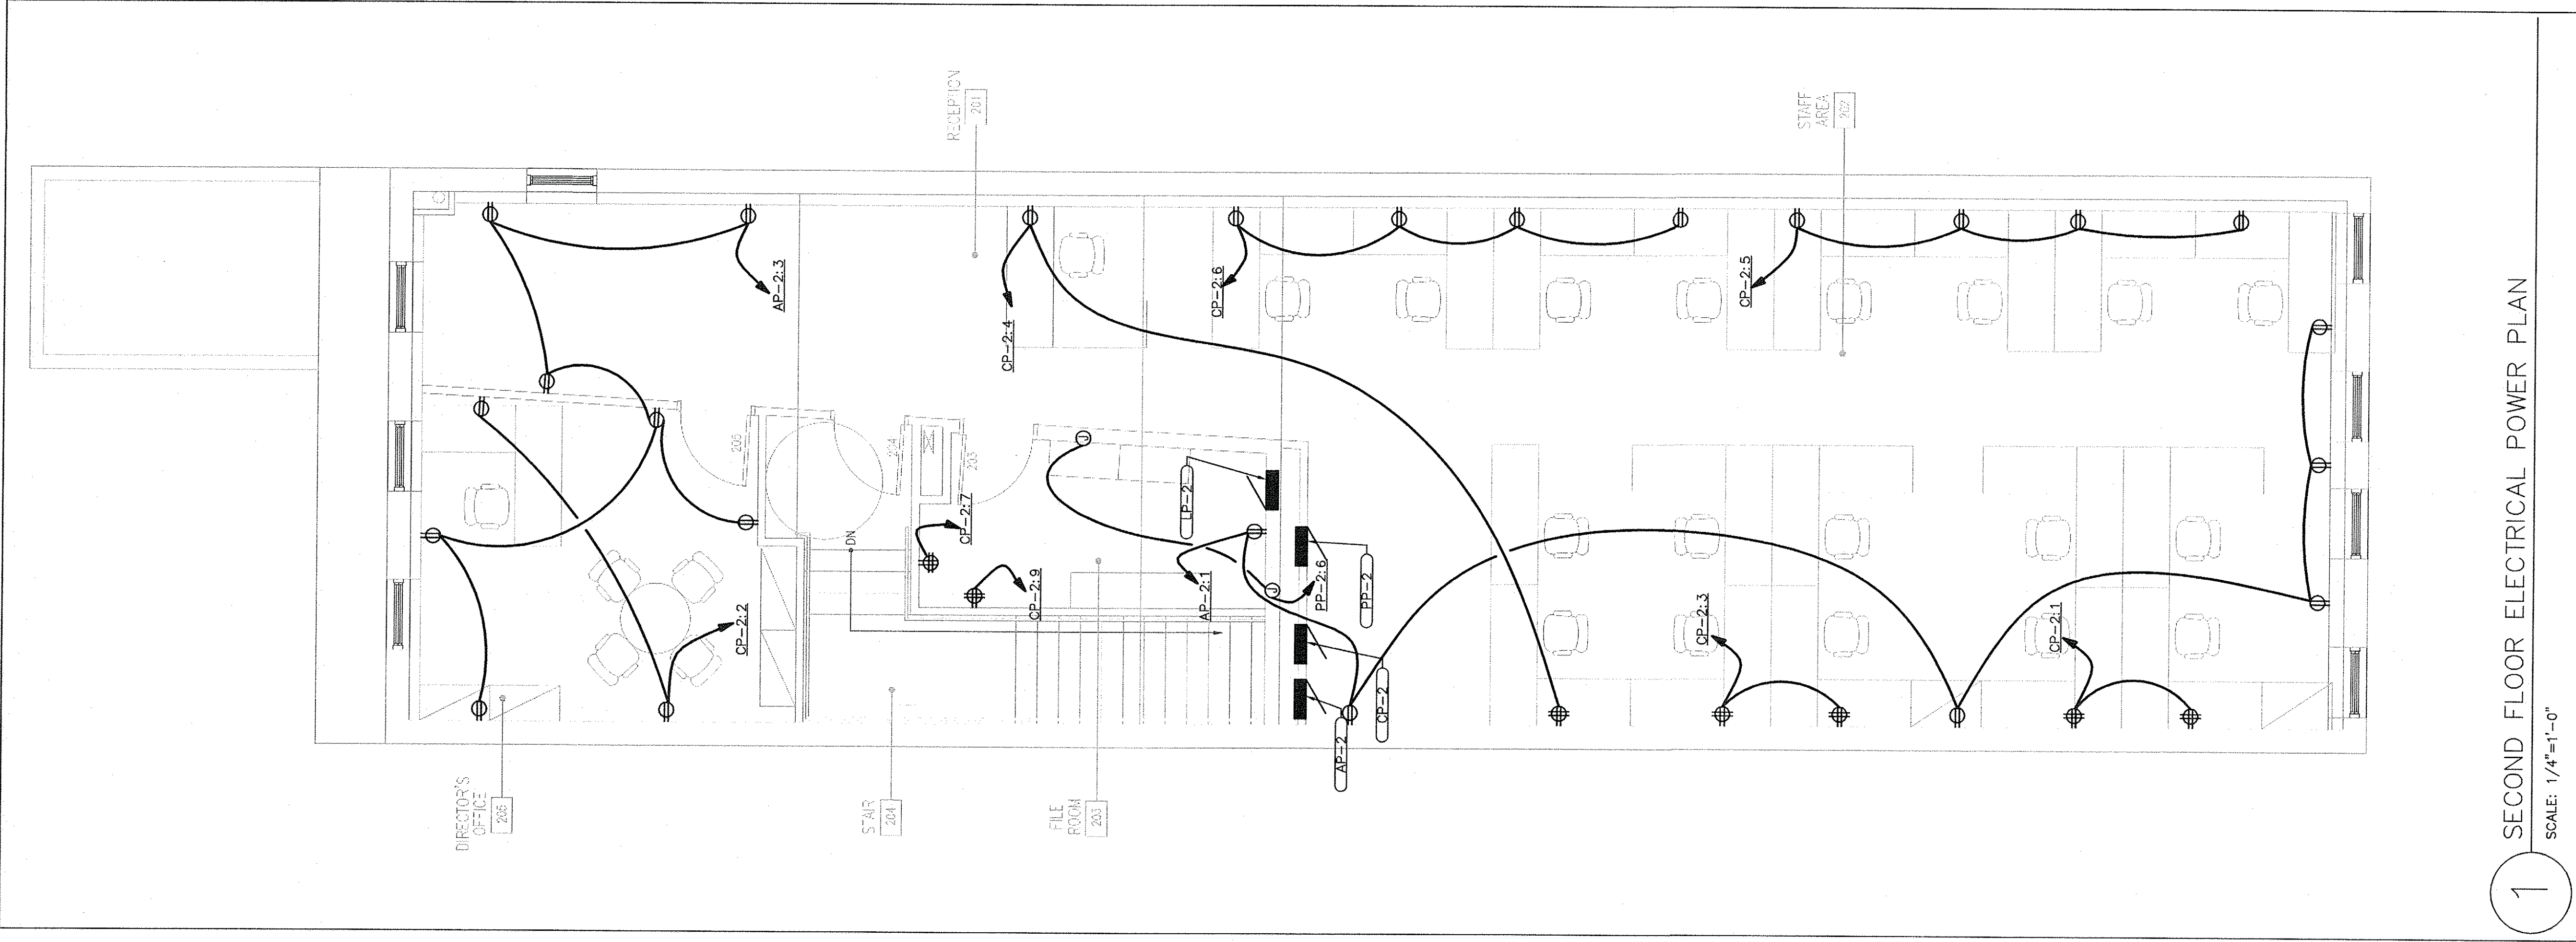 RECEPTION
201
STAFF
AREA
202
AP-2:3
CP-2:4
CP-2:6
CP-2:5
205
204
203
DN
CP-2:7
LP-2
CP-2:9
AP-2:1
PP-2:6
PP-2
CP-2:2
CP-2:3
CP-2:1
J
J
AP-2
CP-2
DIRECTOR'S
OFFICE
205
STAIR
204
FILE
ROOM
203
1
SECOND FLOOR ELECTRICAL POWER PLAN
SCALE: 1/4"=1'-0"